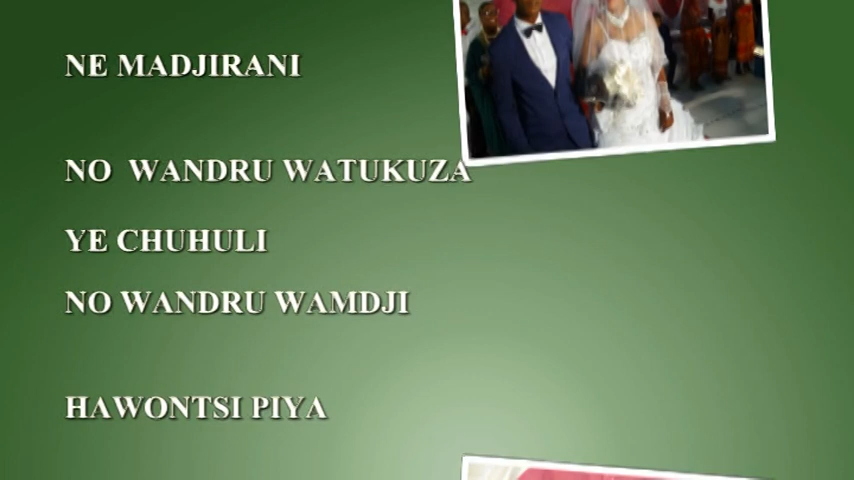 NE MADJIRANI
NO WANDRU WATUKUZA
YE CHUHULI
NO WANDRU WAMDJI
HAWONTSI PIYA